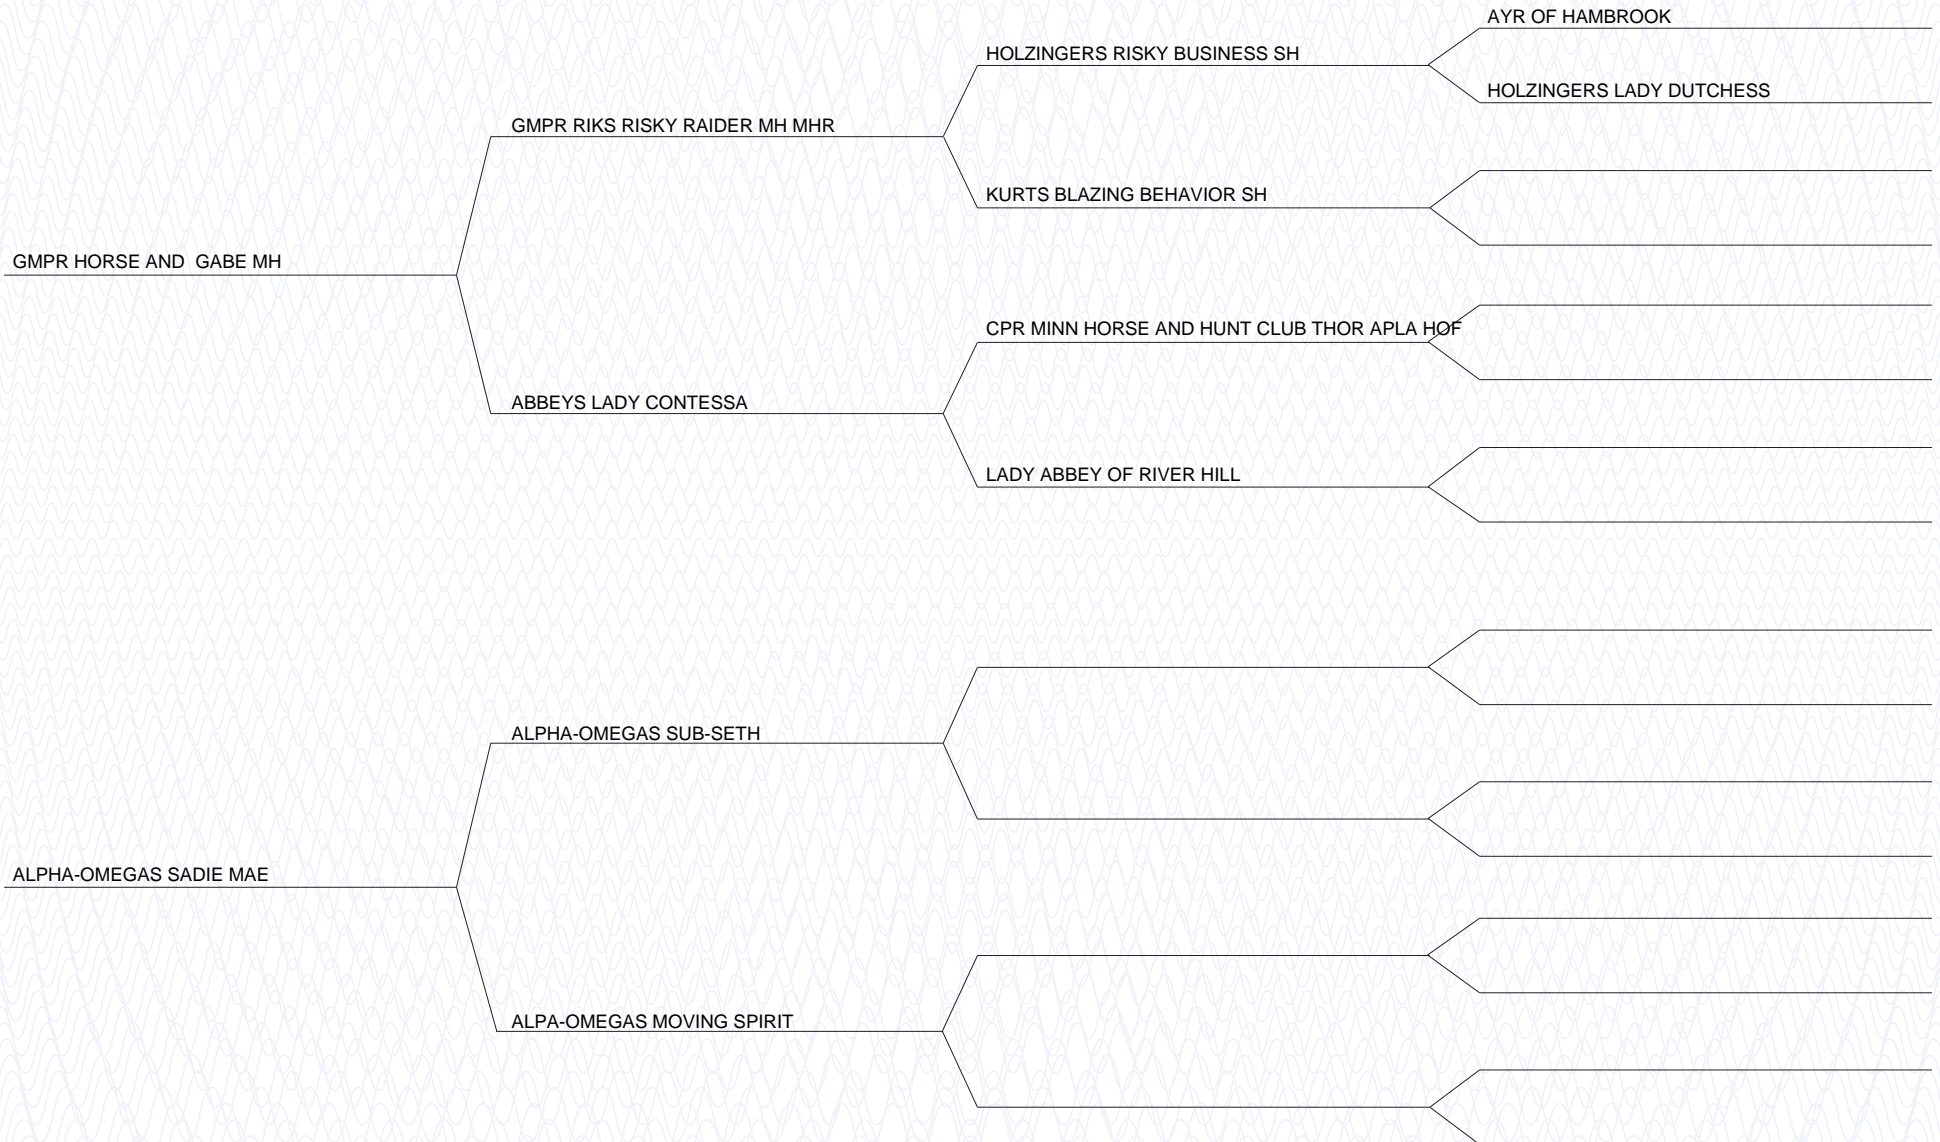 AYR OF HAMBROOK
HOLZINGERS RISKY BUSINESS SH
HOLZINGERS LADY DUTCHESS
GMPR RIKS RISKY RAIDER MH MHR
KURTS BLAZING BEHAVIOR SH
GMPR HORSE AND  GABE MH
CPR MINN HORSE AND HUNT CLUB THOR APLA HOF
ABBEYS LADY CONTESSA
LADY ABBEY OF RIVER HILL
ALPHA-OMEGAS SUB-SETH
ALPHA-OMEGAS SADIE MAE
ALPA-OMEGAS MOVING SPIRIT